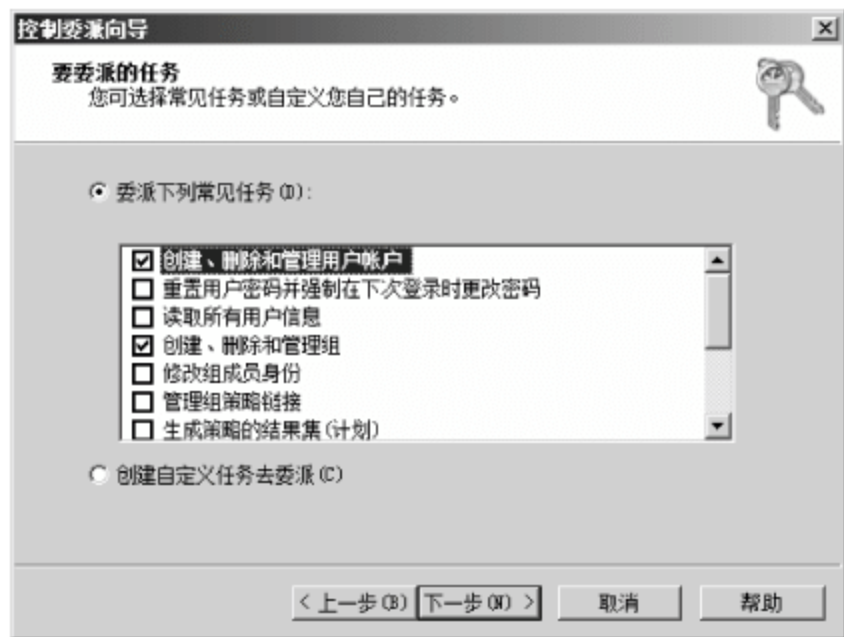 控制委派向导
要委派的任务
您可选择常见任务或自定义您自己的任务。
委派下列常见任务(D):
创建、删除和管理用户帐户
重置用户密码并强制在下次登录时更改密码
读取所有用户信息
创建、删除和管理组
修改组成员身份
管理组策略链接
生成策略的结果集(计划)
创建自定义任务去委派(C)
< 上一步(B) 下一步(N) > 取消 帮助